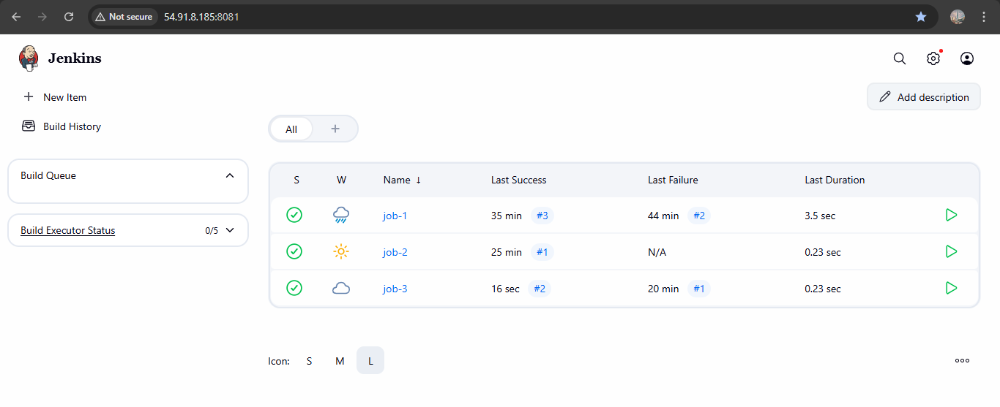 Not secure 54.91.8.185:8081
Jenkins
New Item
Add description
Build History
All +
Build Queue
Build Executor Status 0/5
S W Name ↓ Last Success Last Failure Last Duration
job-1 35 min #3 44 min #2 3.5 sec
job-2 25 min #1 N/A 0.23 sec
job-3 16 sec #2 20 min #1 0.23 sec
Icon: S M L